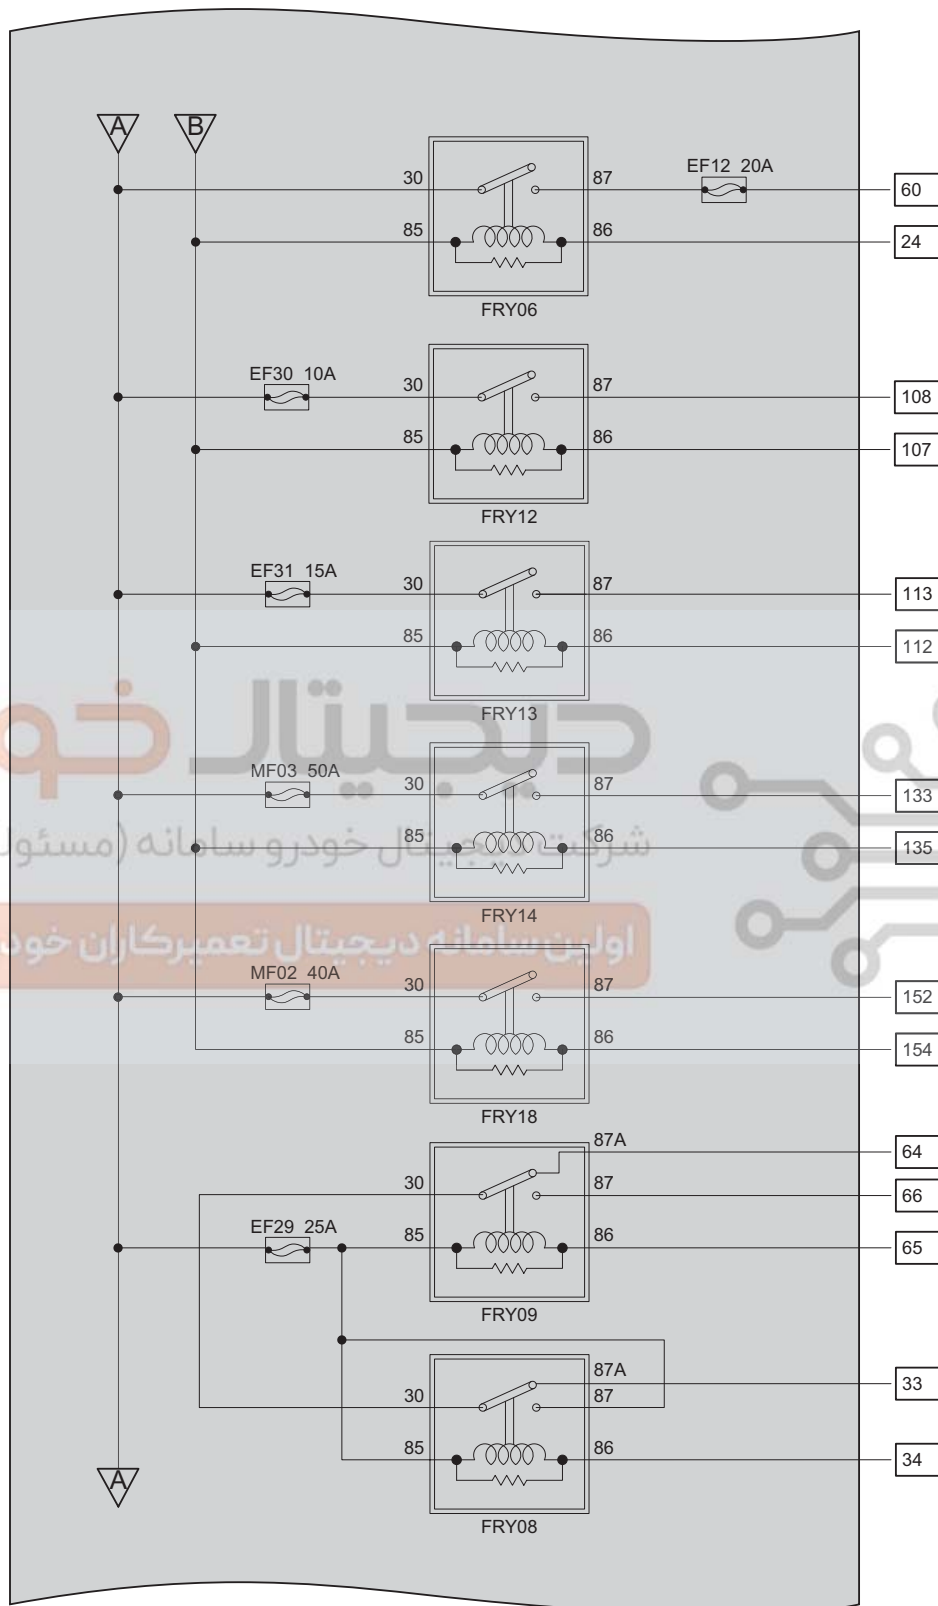 A B
30 87 EF12 20A 60
85 86 24
FRY06
EF30 10A 30 87 108
85 86 107
FRY12
EF31 15A 30 87 113
85 86 112
FRY13
دیجیتال خو
MF03 50A 30 87 133
شرکت دیجیتال خودرو سامانه (مسئول
85 86 135
FRY14
اولین سامانه دیجیتال تعمیرکاران خود
MF02 40A 30 87 152
85 86 154
FRY18
87A 64
30 87 66
EF29 25A 85 86 65
FRY09
87A 33
30 87
85 86 34
A
FRY08